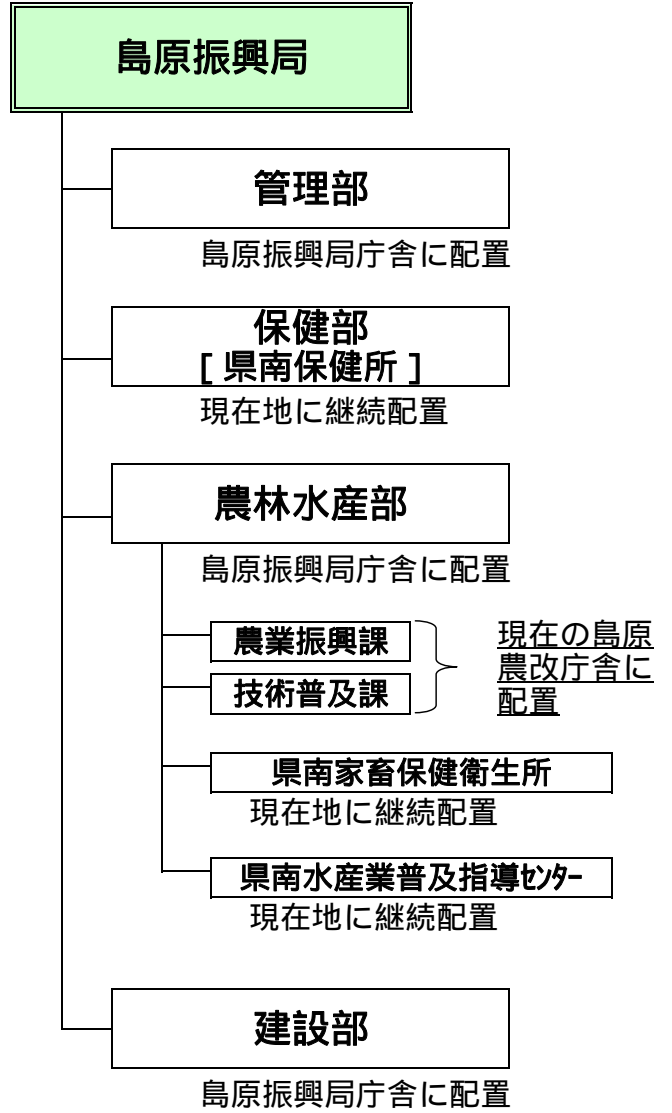 島原振興局
管理部
島原振興局庁舎に配置
保健部
[ 県南保健所 ]
現在地に継続配置
農林水産部
島原振興局庁舎に配置
農業振興課
技術普及課
現在の島原
農改庁舎に
配置
県南家畜保健衛生所
現在地に継続配置
県南水産業普及指導ｾﾝﾀｰ
現在地に継続配置
建設部
島原振興局庁舎に配置